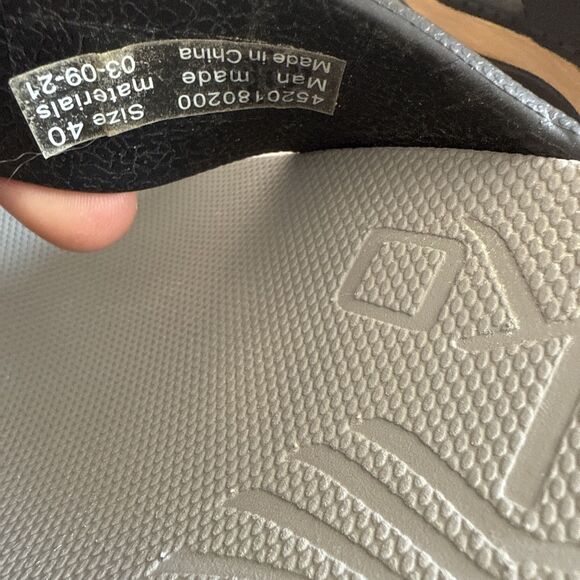 4520180200 Size 40
Man made materials
Made in China 03-09-21